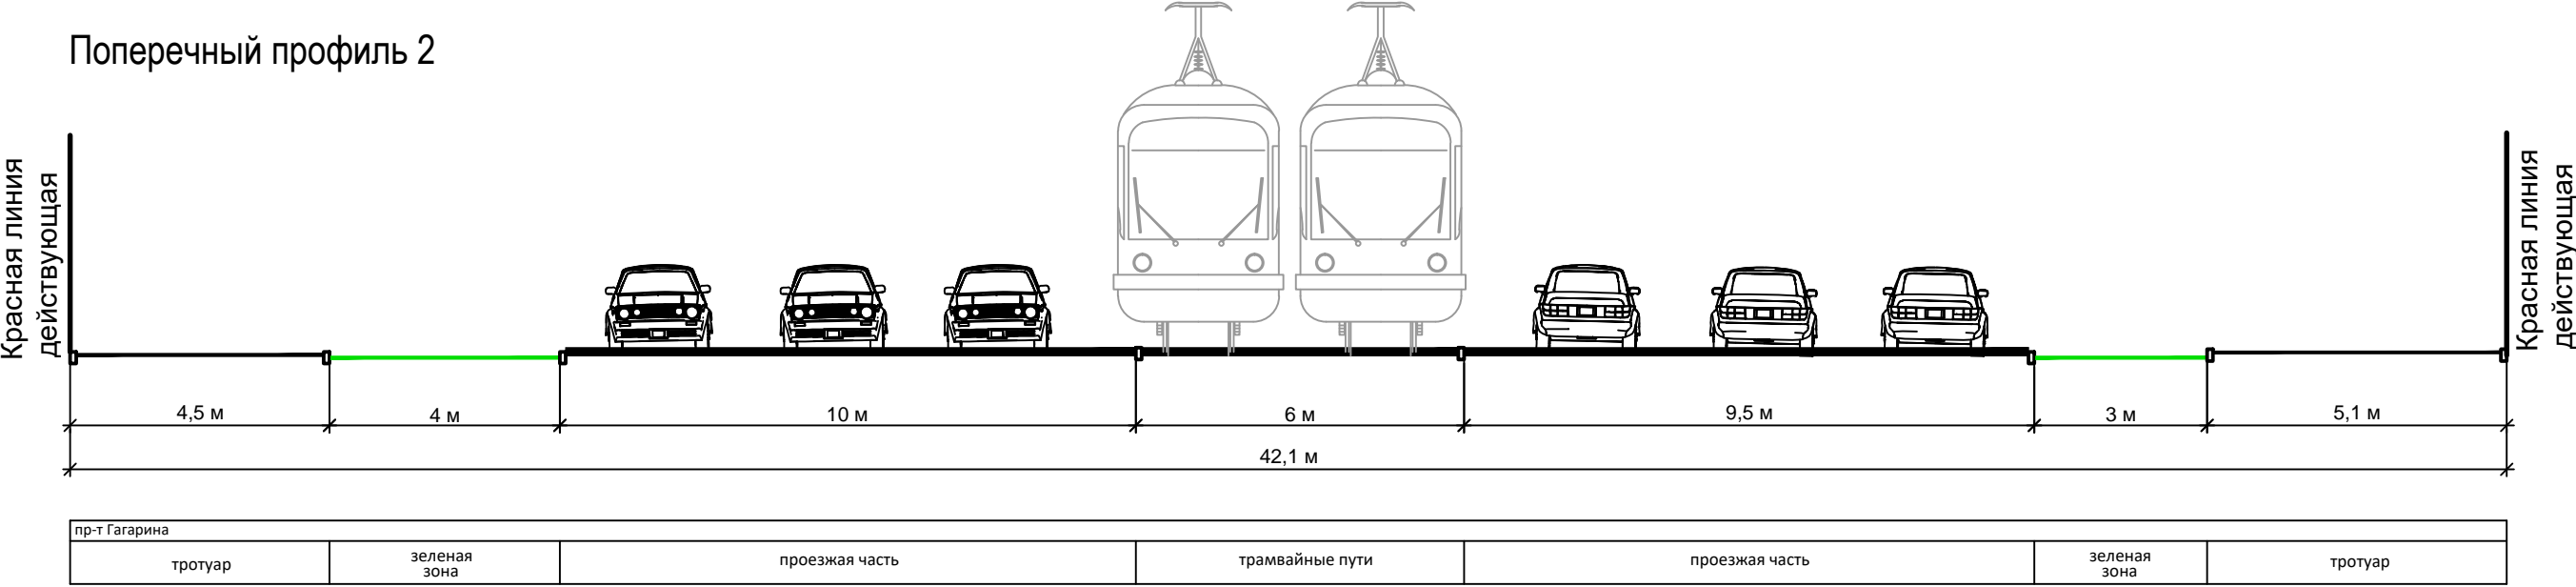 Поперечный профиль 2
Красная линия
действующая
Красная линия
действующая
4,5 м
4 м
10 м
6 м
9,5 м
3 м
5,1 м
42,1 м
пр-т Гагарина
тротуар
зеленая
зона
проезжая часть
трамвайные пути
проезжая часть
зеленая
зона
тротуар